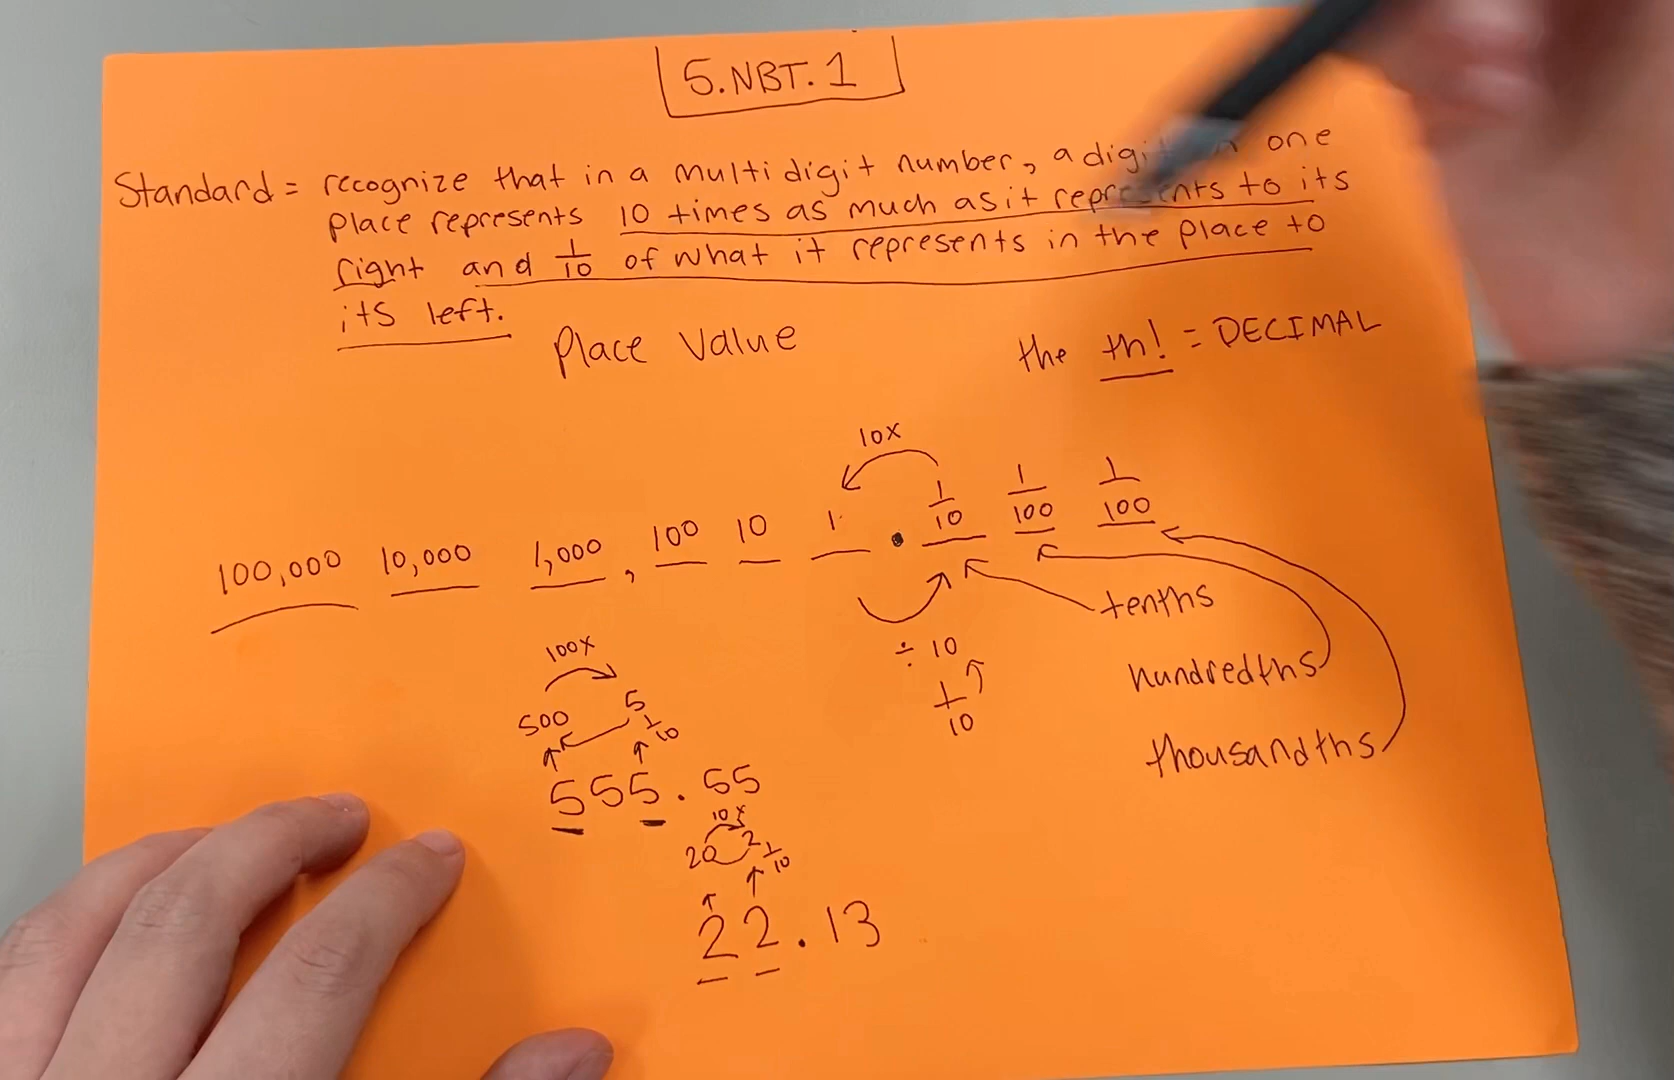 5.NBT.1
Standard = recognize that in a multi digit number, a digit in one
place represents 10 times as much as it represents to its
right and 1/10 of what it represents in the place to
its left.
Place Value
the th! = DECIMAL
10x
100,000 10,000 1,000 , 100 10 1 . 1/10 1/100 1/100
tenths
÷ 10
1/10
hundredths
thousandths
100x
500 5
1/10
555.55
10x
20 2 1/10
22.13